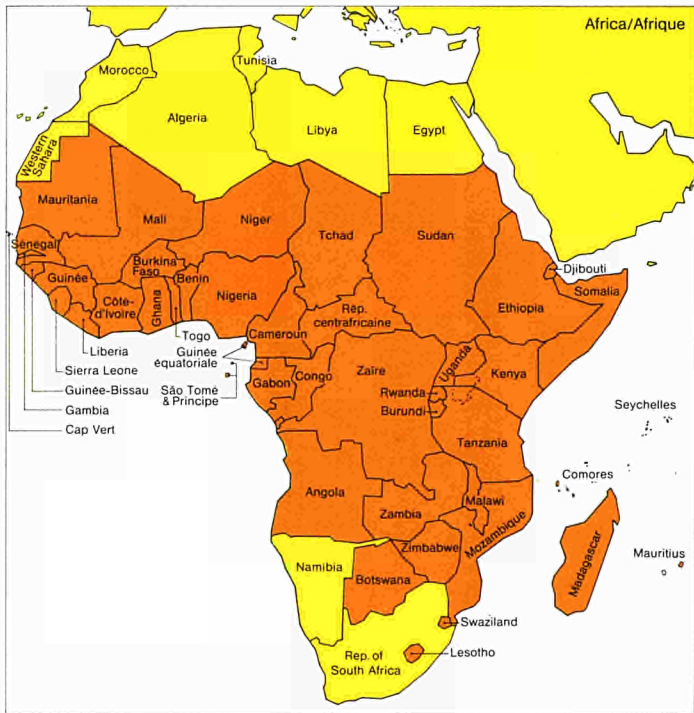 Africa/Afrique
Tunisia
Morocco
Algeria
Libya
Egypt
Western
Sahara
Mauritania
Mali
Niger
Tchad
Sudan
Sénégal
Burkina
Faso
Djibouti
Guinée
Benin
Nigeria
Somalia
Côte-
d'Ivoire
Ghana
Ethiopia
Rép.
centrafricaine
Togo
Cameroun
Liberia
Guinée
équatoriale
Sierra Leone
Gabon
Congo
Zaïre
Uganda
Kenya
Guinée-Bissau
São Tomé
& Principe
Rwanda
Gambia
Burundi
Seychelles
Cap Vert
Tanzania
Comores
Angola
Malawi
Zambia
Mozambique
Zimbabwe
Madagascar
Mauritius
Namibia
Botswana
Swaziland
Rep. of
South Africa
Lesotho